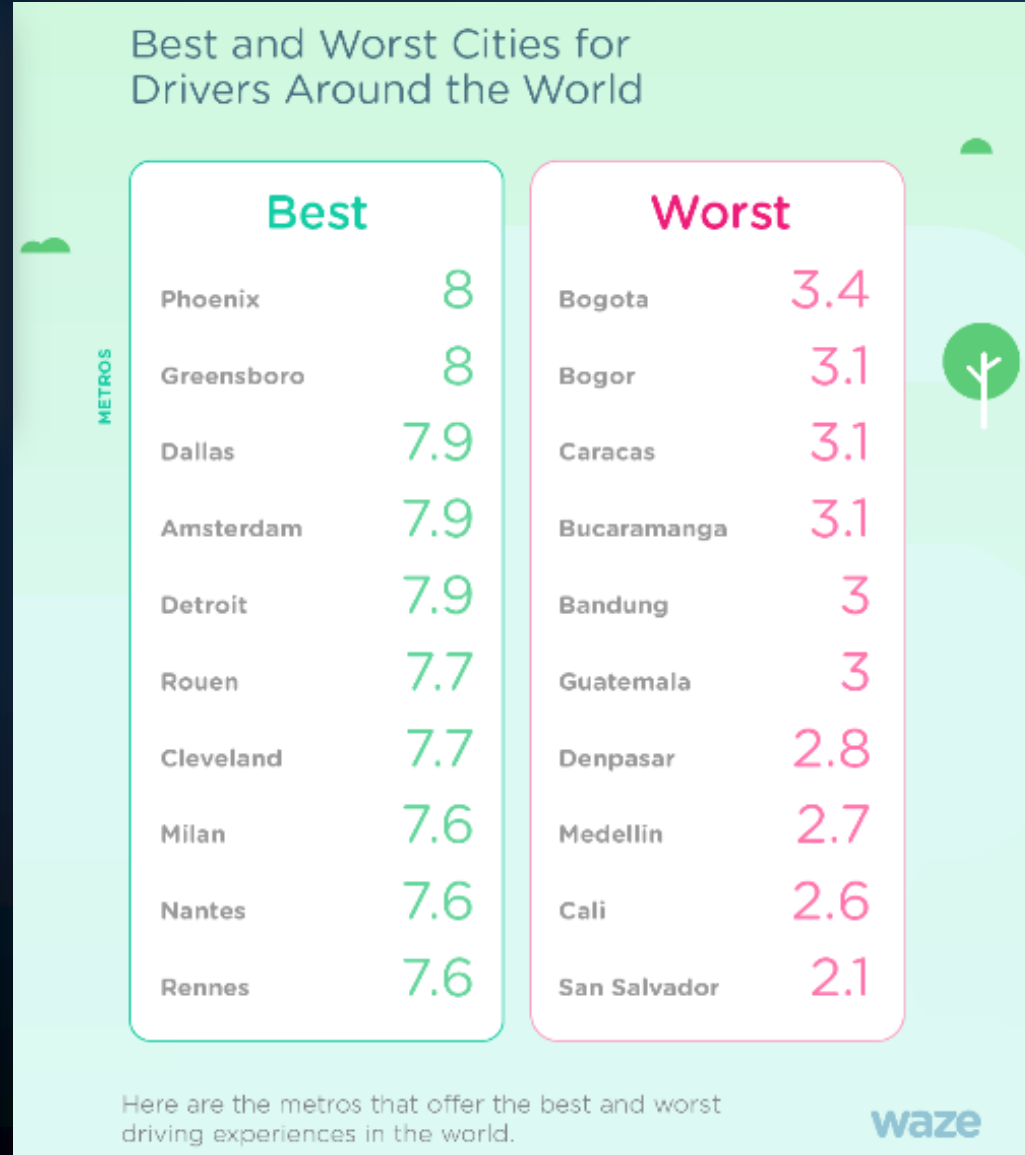 Best and Worst Cities for
Drivers Around the World
METROS
Best
Phoenix 8
Greensboro 8
Dallas 7.9
Amsterdam 7.9
Detroit 7.9
Rouen 7.7
Cleveland 7.7
Milan 7.6
Nantes 7.6
Rennes 7.6
Worst
Bogota 3.4
Bogor 3.1
Caracas 3.1
Bucaramanga 3.1
Bandung 3
Guatemala 3
Denpasar 2.8
Medellin 2.7
Cali 2.6
San Salvador 2.1
Here are the metros that offer the best and worst
driving experiences in the world.
waze